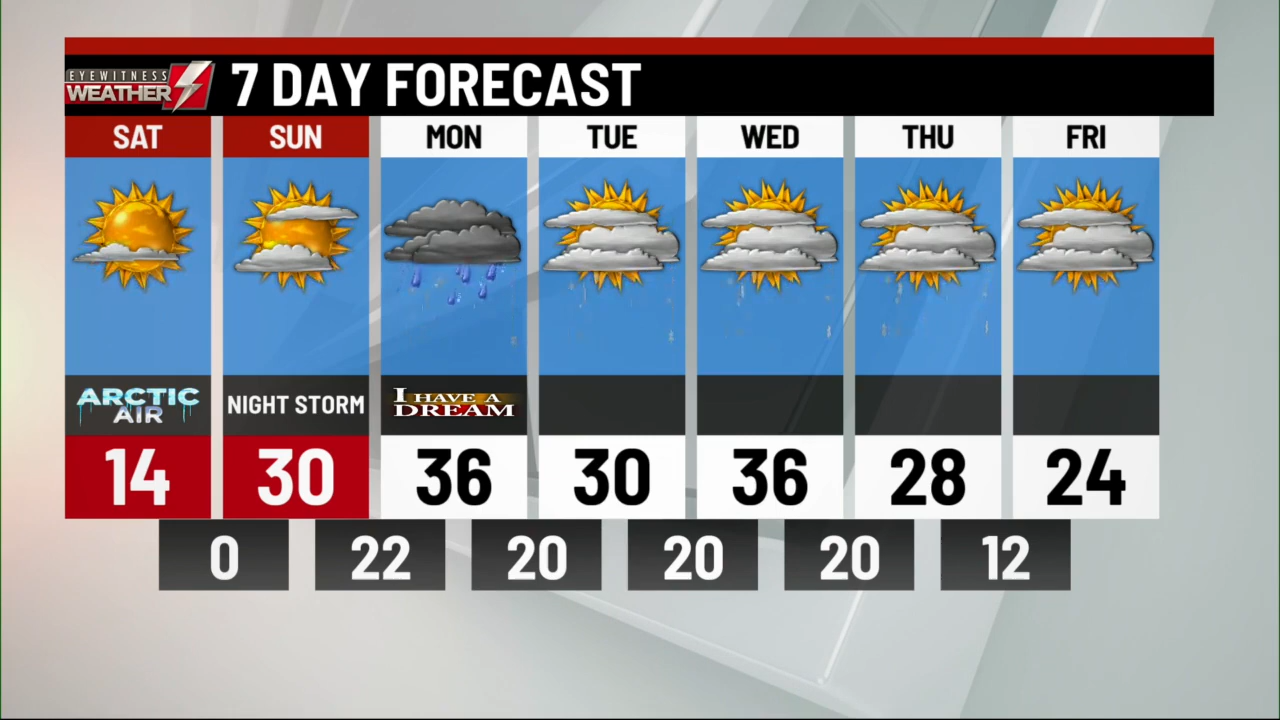 EYEWITNESS
WEATHER
7 DAY FORECAST
SAT SUN MON TUE WED THU FRI
ARCTIC
AIR
NIGHT STORM
I HAVE A
DREAM
14 30 36 30 36 28 24
0 22 20 20 20 12